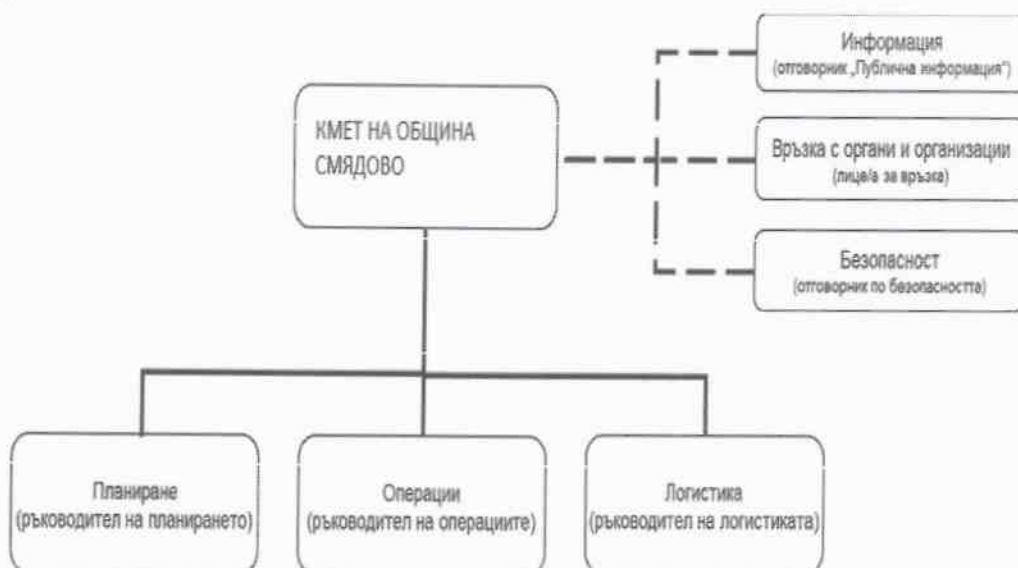 Информация
(отговорник „Публична информация“)
КМЕТ НА ОБЩИНА
СМЯДОВО
Връзка с органи и организации
(лице/а за връзка)
Безопасност
(отговорник по безопасността)
Планиране
(ръководител на планирането)
Операции
(ръководител на операциите)
Логистика
(ръководител на логистиката)